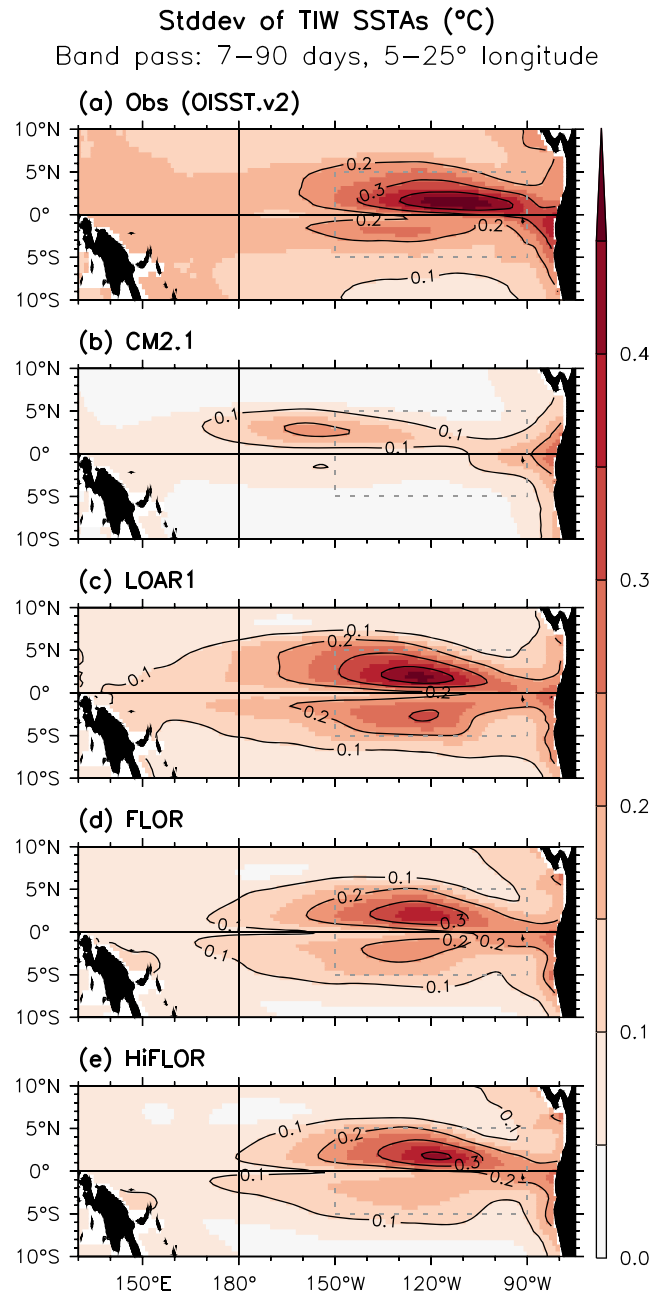 Stddev of TIW SSTAs (°C)
Band pass: 7−90 days, 5−25° longitude
(a) Obs (OISST.v2)
10°N
5°N
0°
5°S
10°S
0.2
0.3
0.2
0.2
0.1
(b) CM2.1
10°N
5°N
0°
5°S
10°S
0.1
0.1
0.1
(c) LOAR1
10°N
5°N
0°
5°S
10°S
0.1
0.2
0.1
0.2
0.2
0.1
(d) FLOR
10°N
5°N
0°
5°S
10°S
0.1
0.2
0.3
0.1
0.2
0.2
0.1
0.1
(e) HiFLOR
10°N
5°N
0°
5°S
10°S
0.1
0.1
0.2
0.3
0.1
0.2
0.1
150°E 180° 150°W 120°W 90°W
0.4
0.3
0.2
0.1
0.0